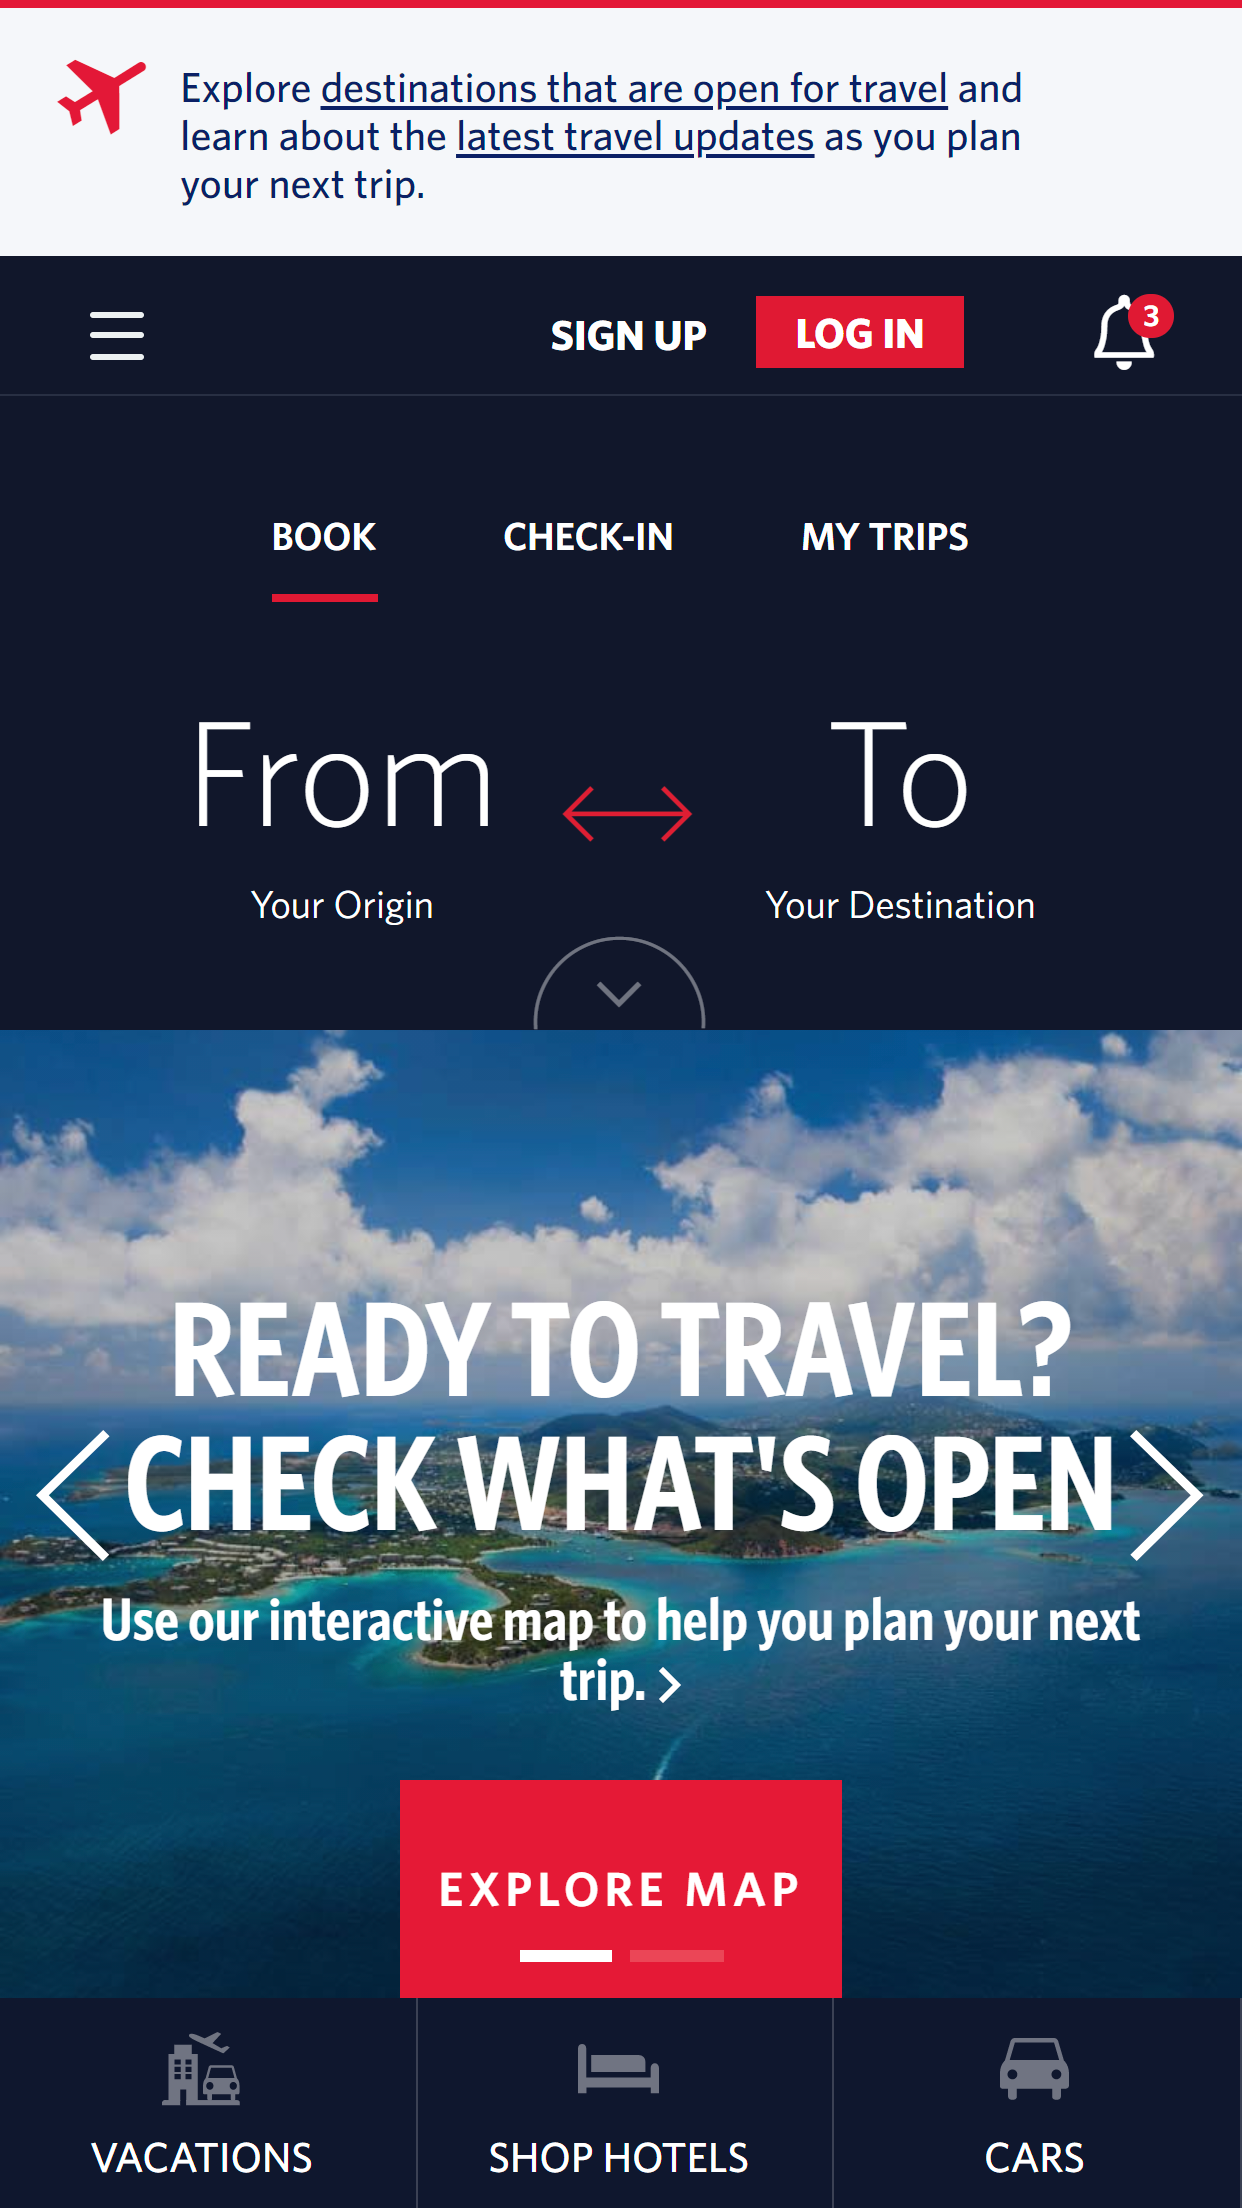 Explore destinations that are open for travel and
learn about the latest travel updates as you plan
your next trip.
SIGN UP
LOG IN
3
BOOK
CHECK-IN
MY TRIPS
From
To
Your Origin
Your Destination
READY TO TRAVEL?
CHECK WHAT'S OPEN
Use our interactive map to help you plan your next
trip.
EXPLORE MAP
VACATIONS
SHOP HOTELS
CARS